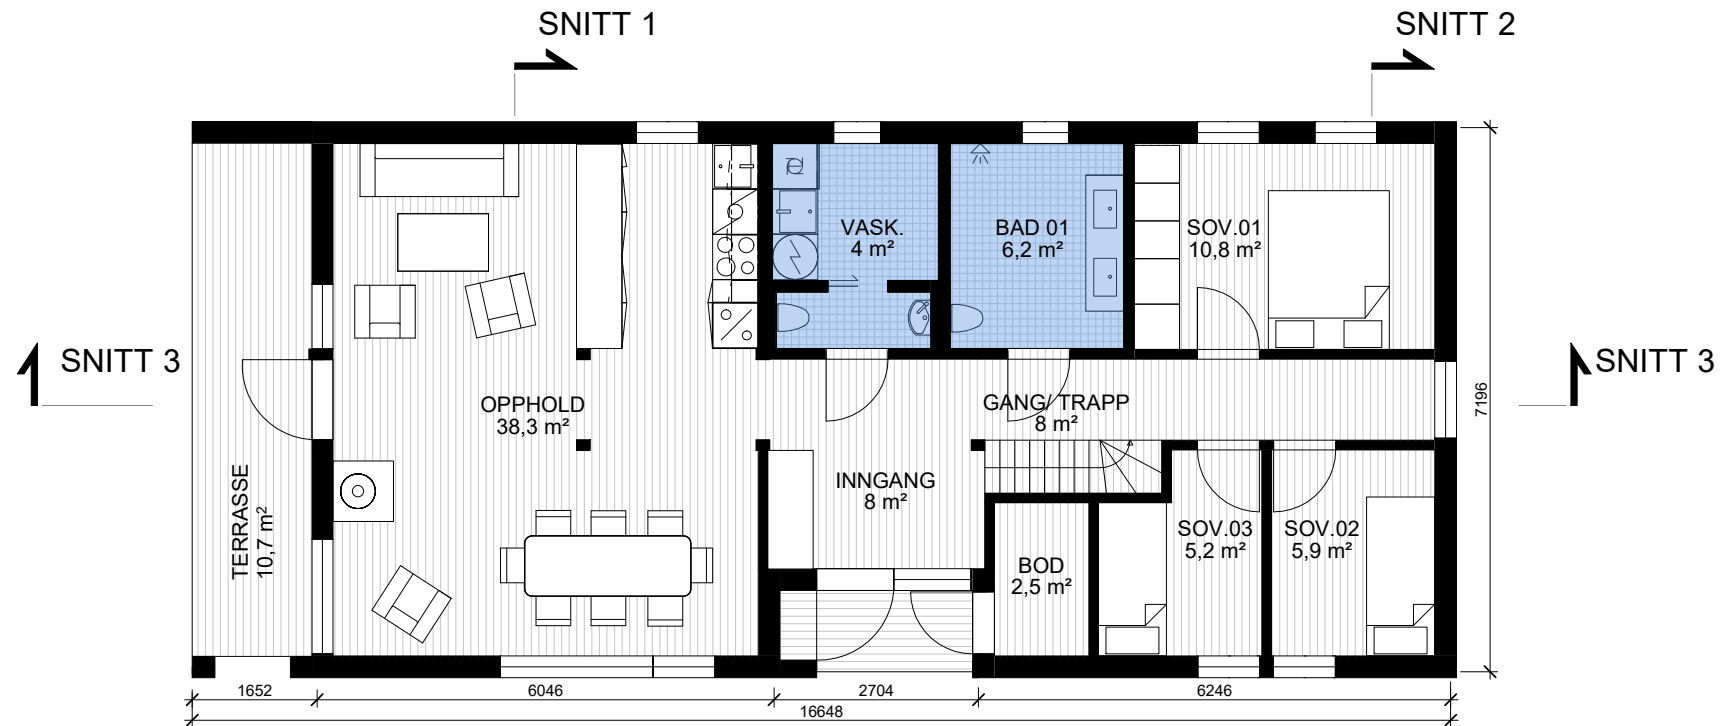 SNITT 1
SNITT 2
VASK.
4 m²
BAD 01
6,2 m²
SOV.01
10,8 m²
SNITT 3
SNITT 3
OPPHOLD
38,3 m²
GANG/ TRAPP
8 m²
7196
TERRASSE
10,7 m²
INNGANG
8 m²
BOD
2,5 m²
SOV.03
5,2 m²
SOV.02
5,9 m²
1652
6046
2704
6246
16648